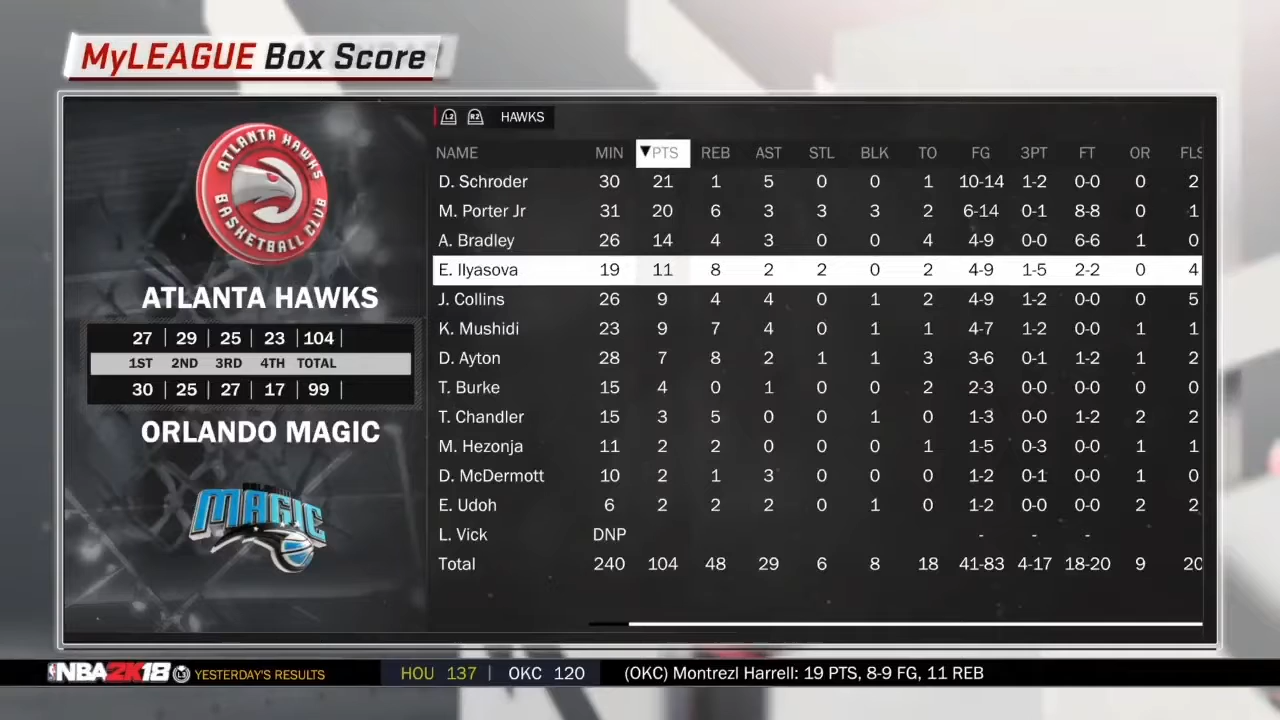 MyLEAGUE Box Score
L2 R2 HAWKS
NAME MIN ▼PTS REB AST STL BLK TO FG 3PT FT OR FLS
D. Schroder 30 21 1 5 0 0 1 10-14 1-2 0-0 0 2
M. Porter Jr 31 20 6 3 3 3 2 6-14 0-1 8-8 0 1
A. Bradley 26 14 4 3 0 0 4 4-9 0-0 6-6 1 0
E. Ilyasova 19 11 8 2 2 0 2 4-9 1-5 2-2 0 4
J. Collins 26 9 4 4 0 1 2 4-9 1-2 0-0 0 5
K. Mushidi 23 9 7 4 0 1 1 4-7 1-2 0-0 1 1
D. Ayton 28 7 8 2 1 1 3 3-6 0-1 1-2 1 2
T. Burke 15 4 0 1 0 0 2 2-3 0-0 0-0 0 0
T. Chandler 15 3 5 0 0 1 0 1-3 0-0 1-2 2 2
M. Hezonja 11 2 2 0 0 0 1 1-5 0-3 0-0 1 1
D. McDermott 10 2 1 3 0 0 0 1-2 0-1 0-0 1 0
E. Udoh 6 2 2 2 0 1 0 1-2 0-0 0-0 2 2
L. Vick DNP - - -
Total 240 104 48 29 6 8 18 41-83 4-17 18-20 9 20
ATLANTA HAWKS
BASKETBALL CLUB
ATLANTA HAWKS
27 | 29 | 25 | 23 | 104 |
1ST 2ND 3RD 4TH TOTAL
30 | 25 | 27 | 17 | 99 |
ORLANDO MAGIC
ORLANDO
MAGIC
NBA 2K18 YESTERDAY'S RESULTS HOU 137 | OKC 120 (OKC) Montrezl Harrell: 19 PTS, 8-9 FG, 11 REB